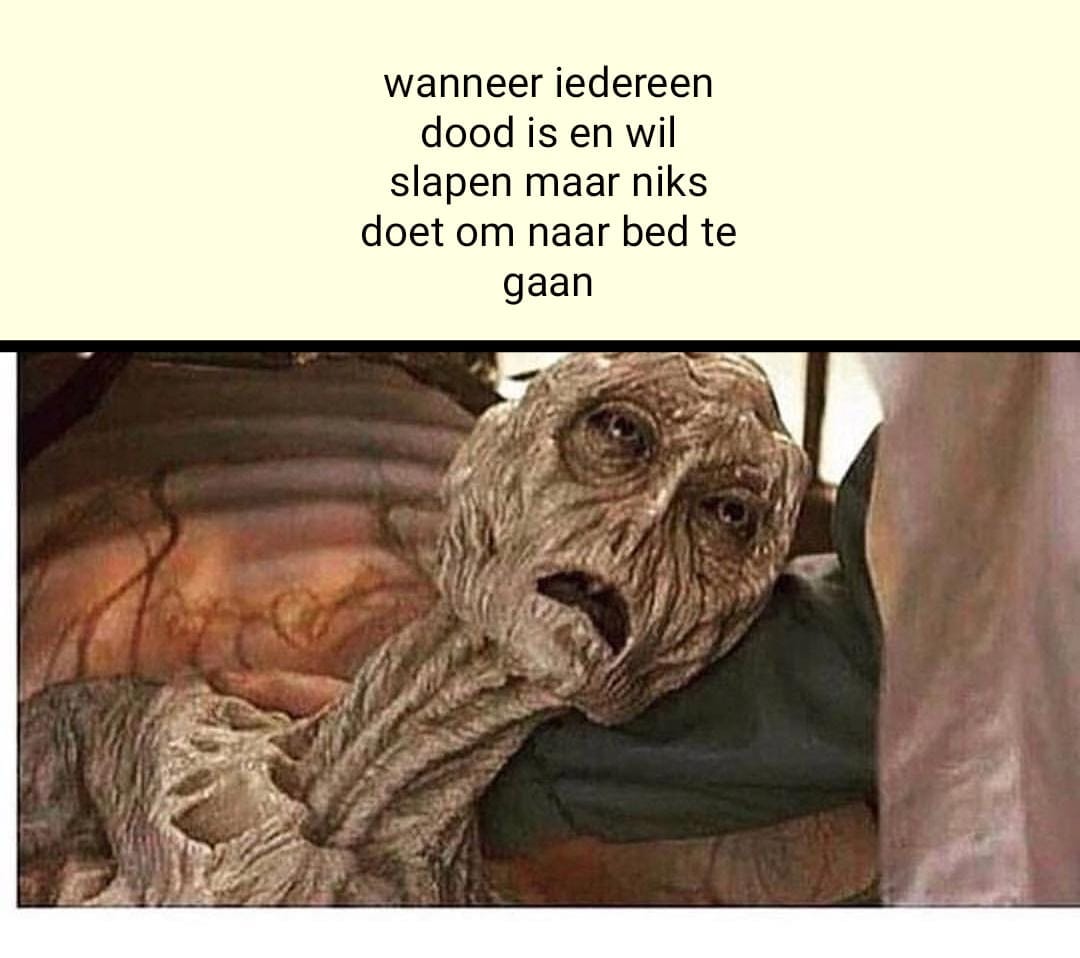 wanneer iedereen
dood is en wil
slapen maar niks
doet om naar bed te
gaan